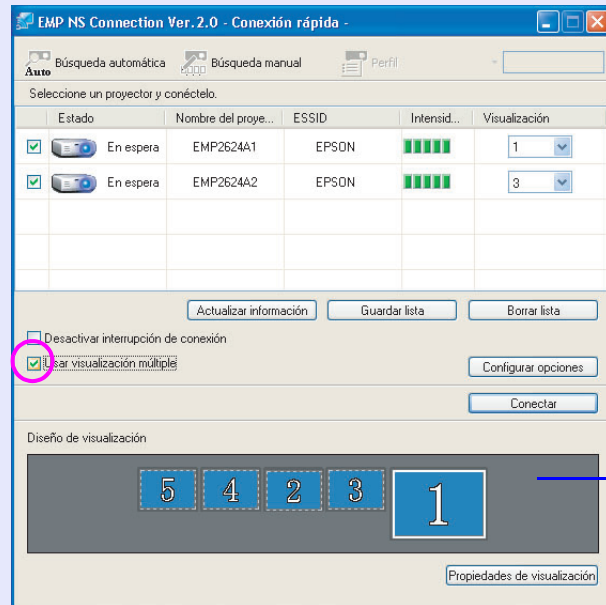 EMP NS Connection Ver.2.0 - Conexión rápida -
Auto Búsqueda automática Búsqueda manual Perfil
Seleccione un proyector y conéctelo.
Estado Nombre del proye... ESSID Intensid... Visualización
En espera EMP2624A1 EPSON 1
En espera EMP2624A2 EPSON 3
Actualizar información Guardar lista Borrar lista
Desactivar interrupción de conexión
Usar visualización múltiple Configurar opciones
Conectar
Diseño de visualización
5 4 2 3 1
Propiedades de visualización